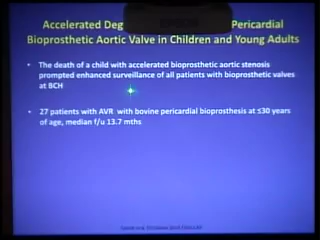 Accelerated Deg Pericardial
Bioprosthetic Aortic Valve in Children and Young Adults
• The death of a child with accelerated bioprosthetic aortic stenosis
prompted enhanced surveillance of all patients with bioprosthetic valves
at BCH
• 27 patients with AVR with bovine pericardial bioprosthesis at ≤30 years
of age, median f/u 13.7 mths